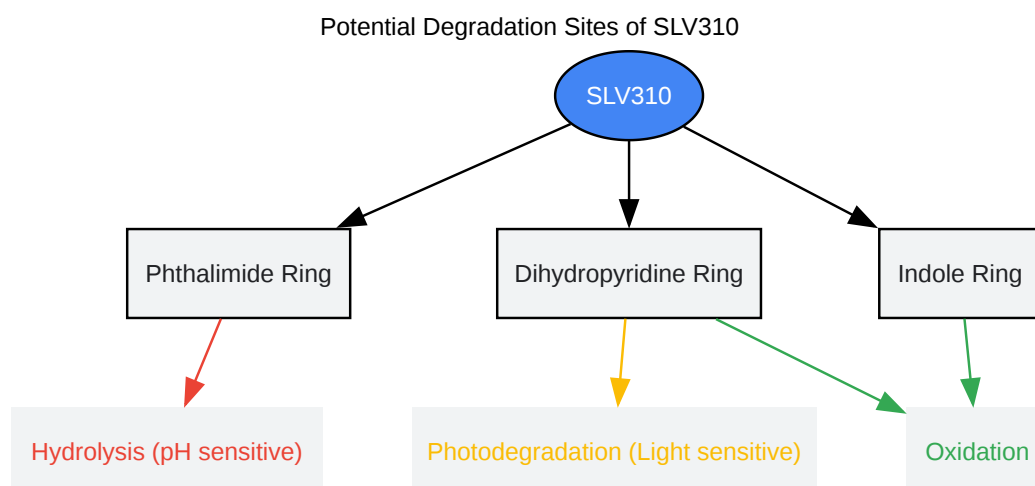 Potential Degradation Sites of SLV310
SLV310
Phthalimide Ring
Dihydropyridine Ring
Indole Ring
Hydrolysis (pH sensitive)
Photodegradation (Light sensitive)
Oxidation